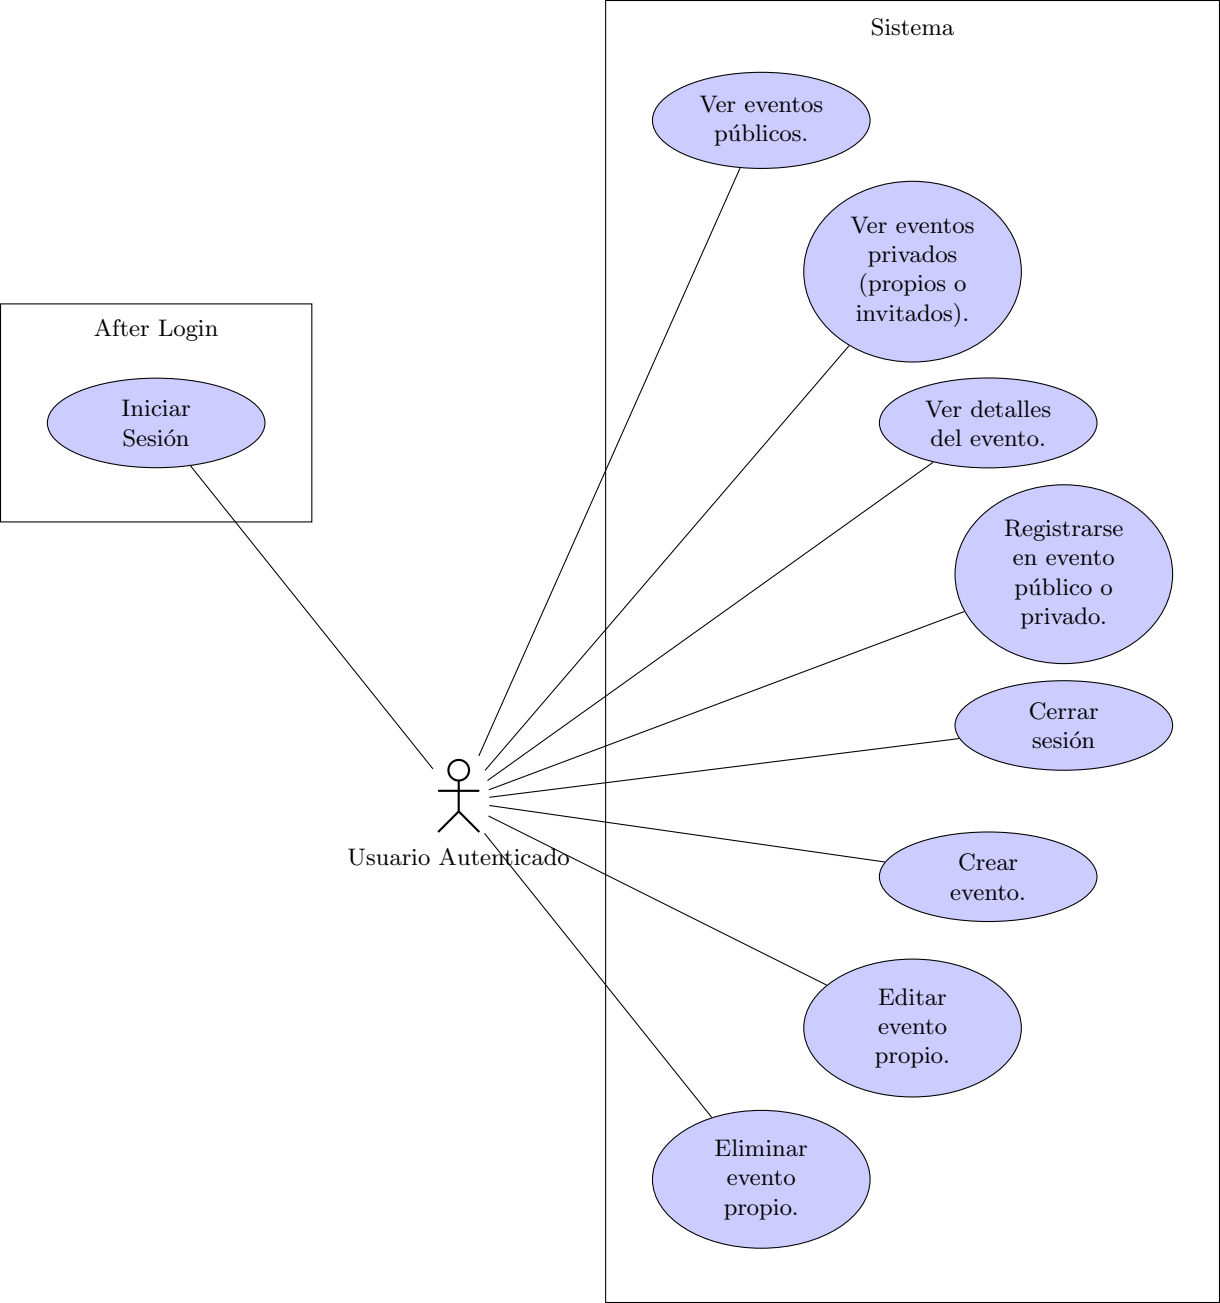 Sistema
Ver eventos
públicos.
Ver eventos
privados
(propios o
invitados).
After Login
Iniciar
Sesión
Ver detalles
del evento.
Registrarse
en evento
público o
privado.
Cerrar
sesión
Usuario Autenticado
Crear
evento.
Editar
evento
propio.
Eliminar
evento
propio.